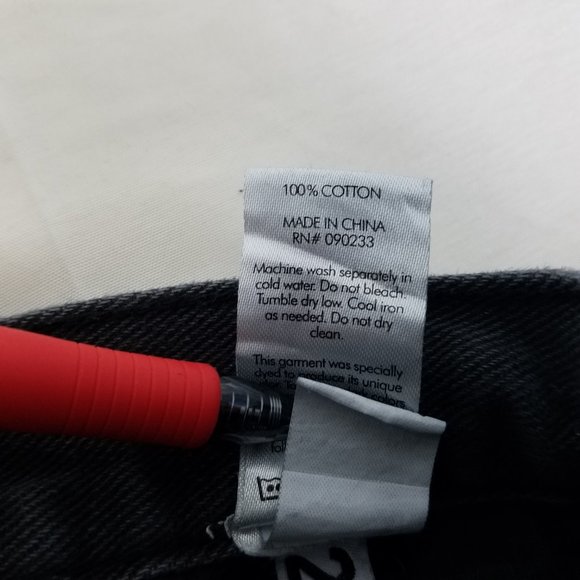 100% COTTON
MADE IN CHINA
RN# 090233
Machine wash separately in
cold water. Do not bleach.
Tumble dry low. Cool iron
as needed. Do not dry
clean.
This garment was specially
dyed to produce its unique
2